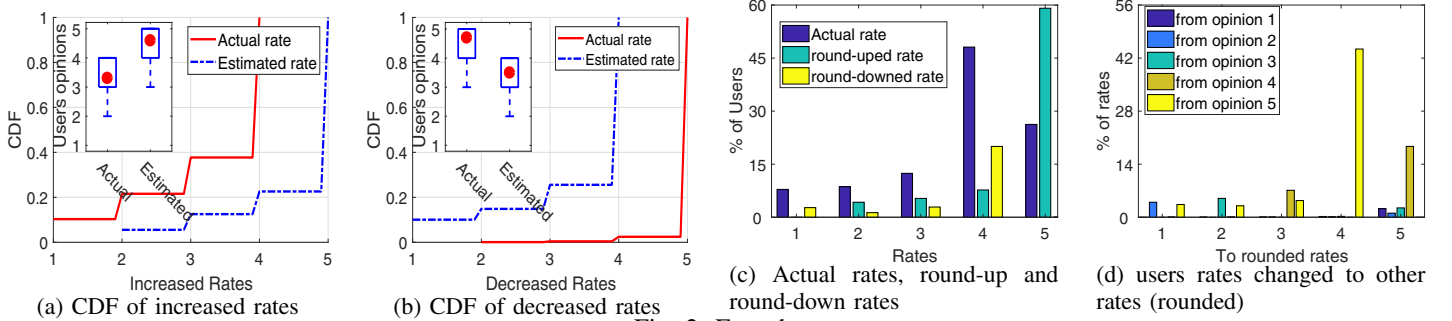 1
0.8
0.6
0.4
0.2
0
CDF
Users opinions
5
4
3
2
1
Actual
Estimated
Actual rate
Estimated rate
1 2 3 4 5
Increased Rates
(a) CDF of increased rates
1
0.8
0.6
0.4
0.2
0
CDF
Users opinions
5
4
3
2
1
Actual
Estimated
Actual rate
Estimated rate
1 2 3 4 5
Decreased Rates
(b) CDF of decreased rates
60
45
30
15
0
% of Users
Actual rate
round-uped rate
round-downed rate
1 2 3 4 5
Rates
(c) Actual rates, round-up and
round-down rates
56
42
28
14
0
% of rates
from opinion 1
from opinion 2
from opinion 3
from opinion 4
from opinion 5
1 2 3 4 5
To rounded rates
(d) users rates changed to other
rates (rounded)